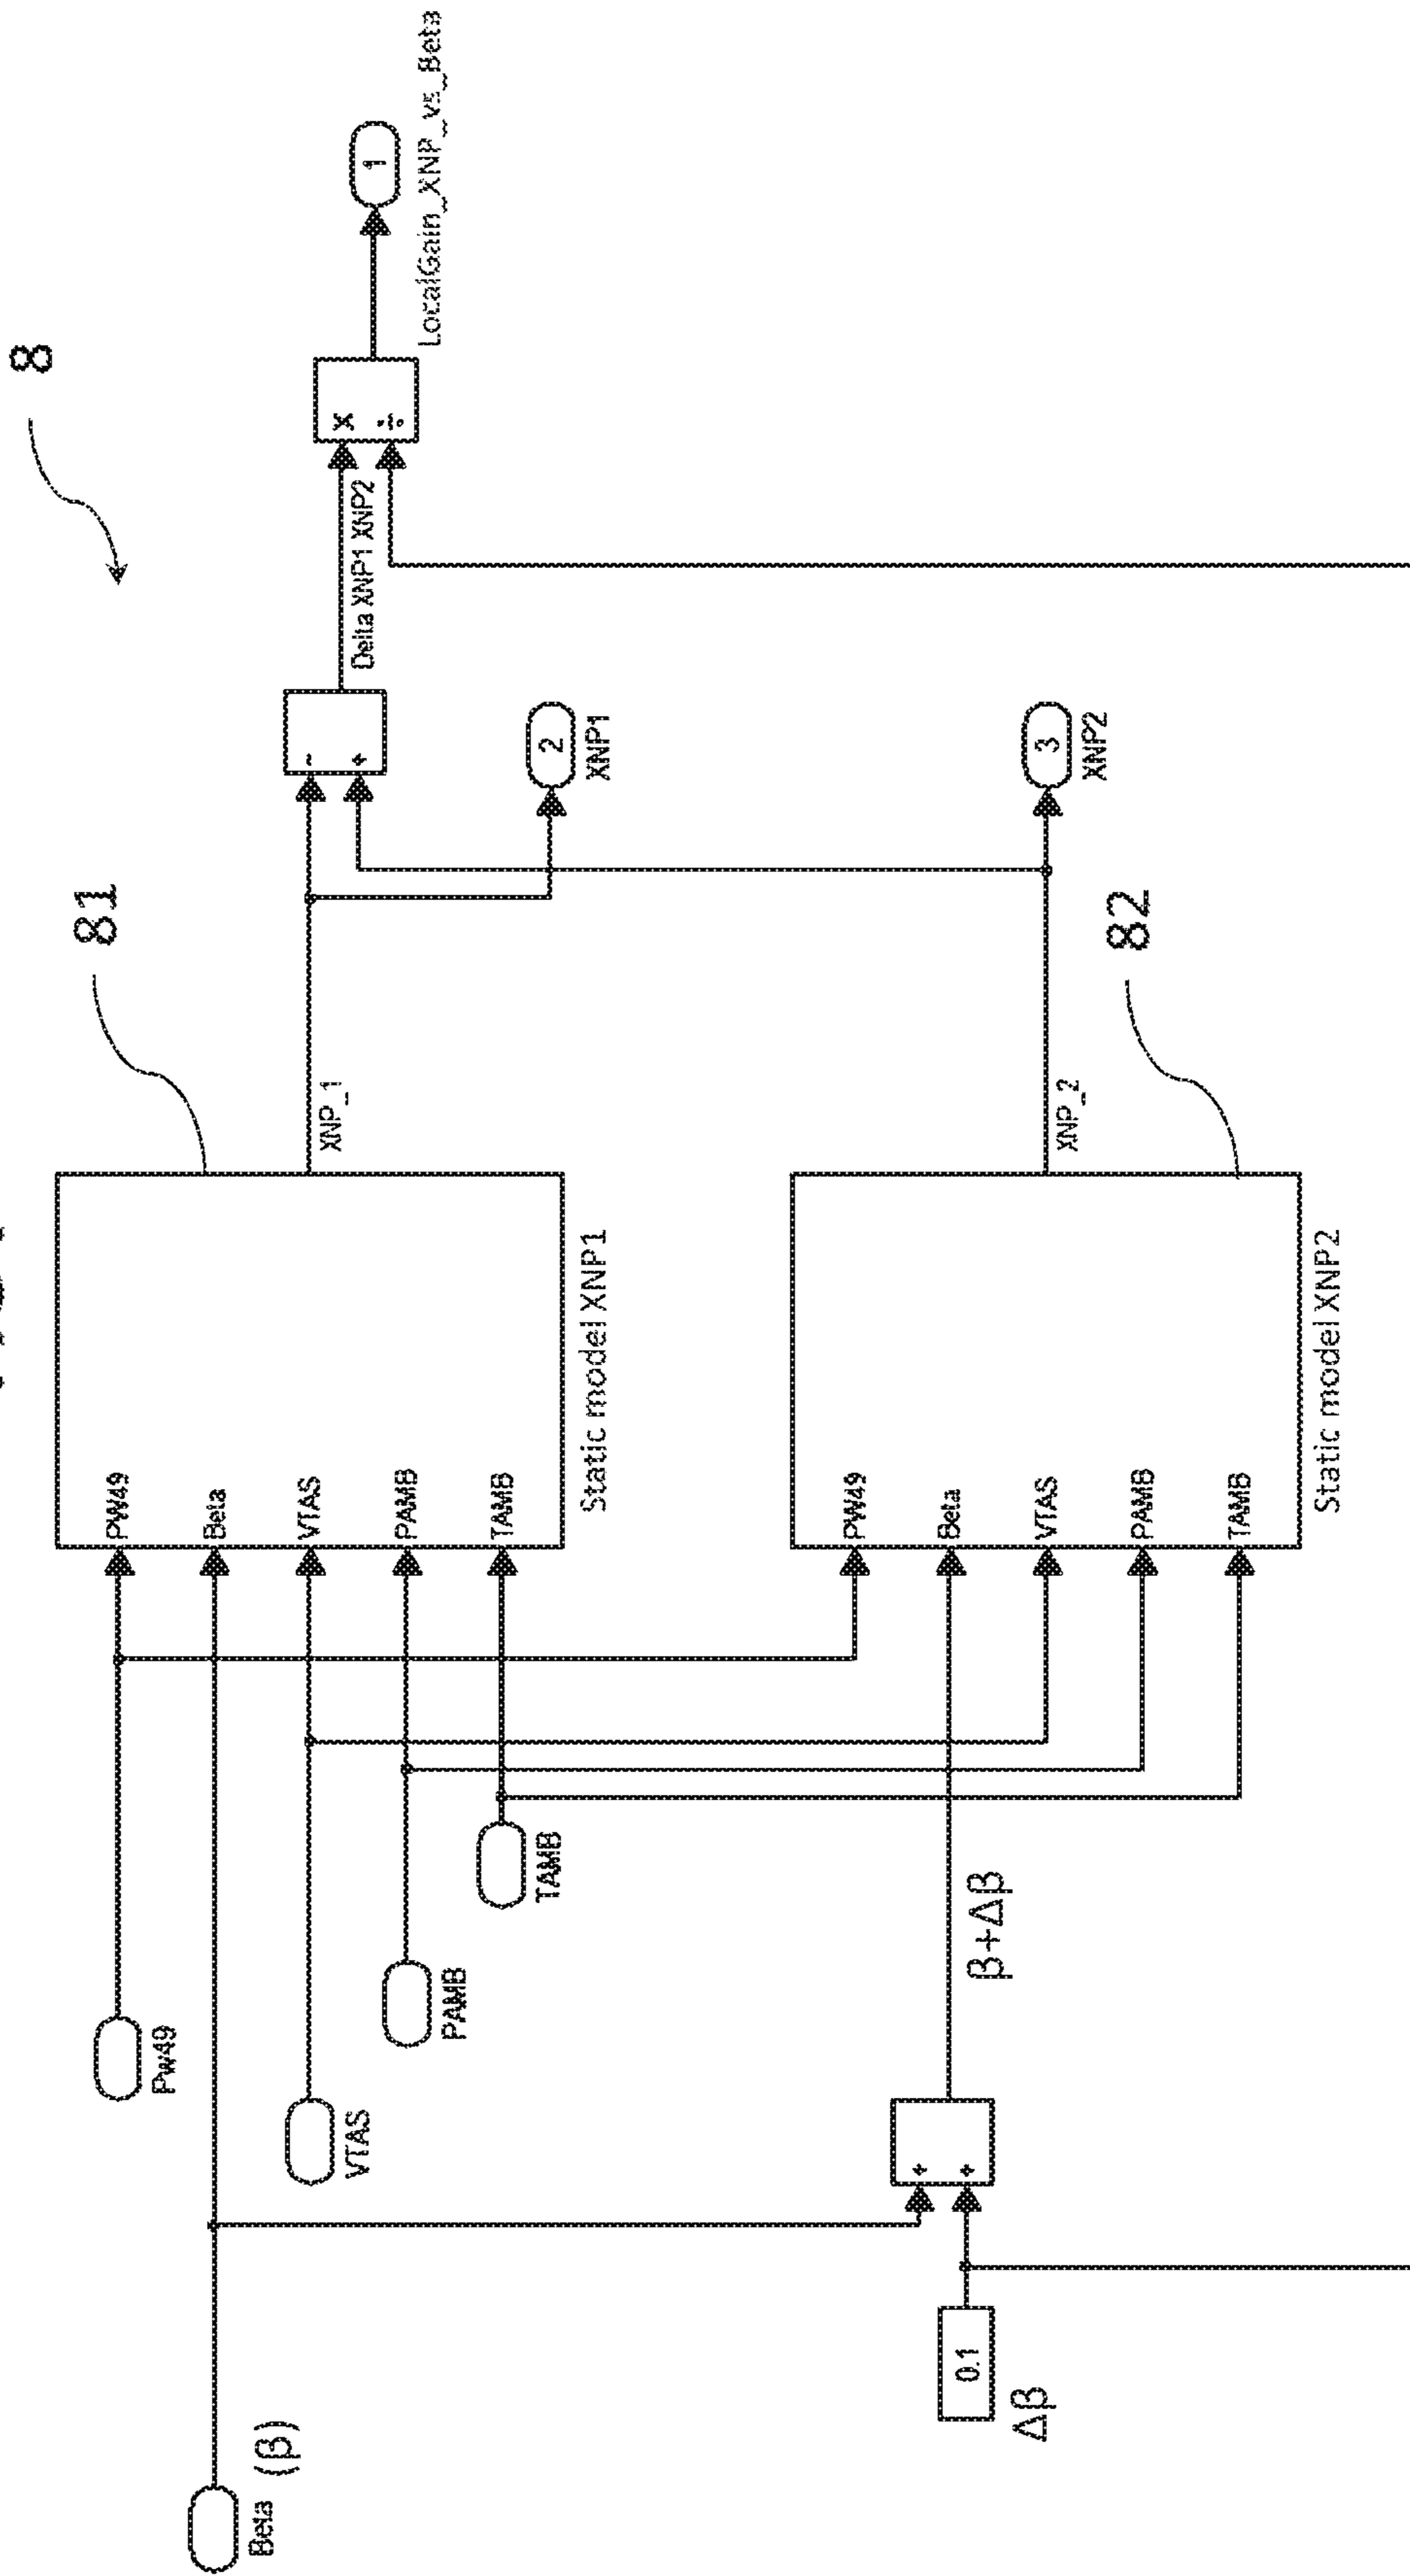 8
81
82
Beta (β)
Pw49
VTAS
PAMB
TAMB
PW49
Beta
VTAS
PAMB
TAMB
Static model XNP1
XNP_1
-
+
Delta XNP1 XNP2
X
÷
1
LocalGain_XNP_vs_Beta
2
XNP1
0.1
Δβ
+
+
β+Δβ
PW49
Beta
VTAS
PAMB
TAMB
Static model XNP2
XNP_2
3
XNP2